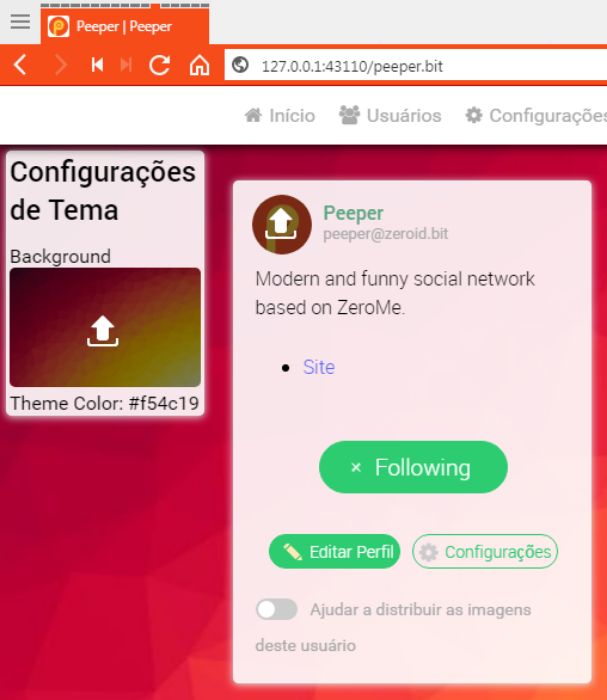 Peeper | Peeper
127.0.0.1:43110/peeper.bit
Início Usuários Configurações
Configurações
de Tema
Background
Theme Color: #f54c19
Peeper
peeper@zeroid.bit
Modern and funny social network
based on ZeroMe.
Site
× Following
Editar Perfil Configurações
Ajudar a distribuir as imagens
deste usuário